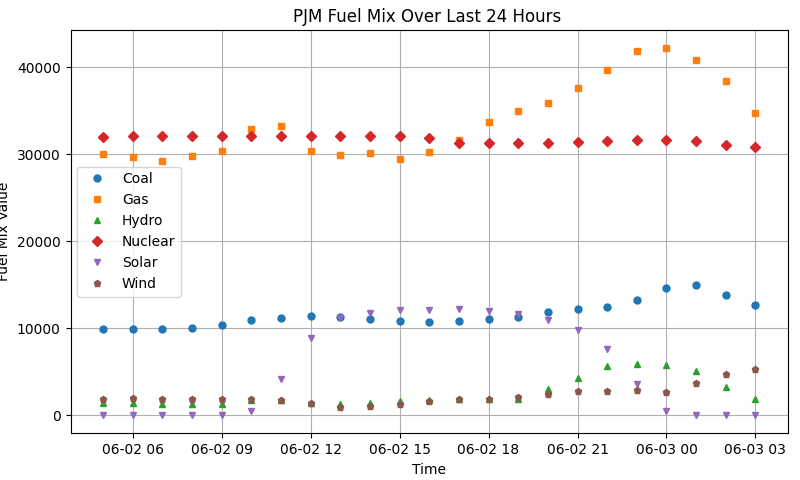 PJM Fuel Mix Over Last 24 Hours
40000
30000
20000
10000
0
Fuel Mix Value
Coal
Gas
Hydro
Nuclear
Solar
Wind
06-02 06 06-02 09 06-02 12 06-02 15 06-02 18 06-02 21 06-03 00 06-03 03
Time